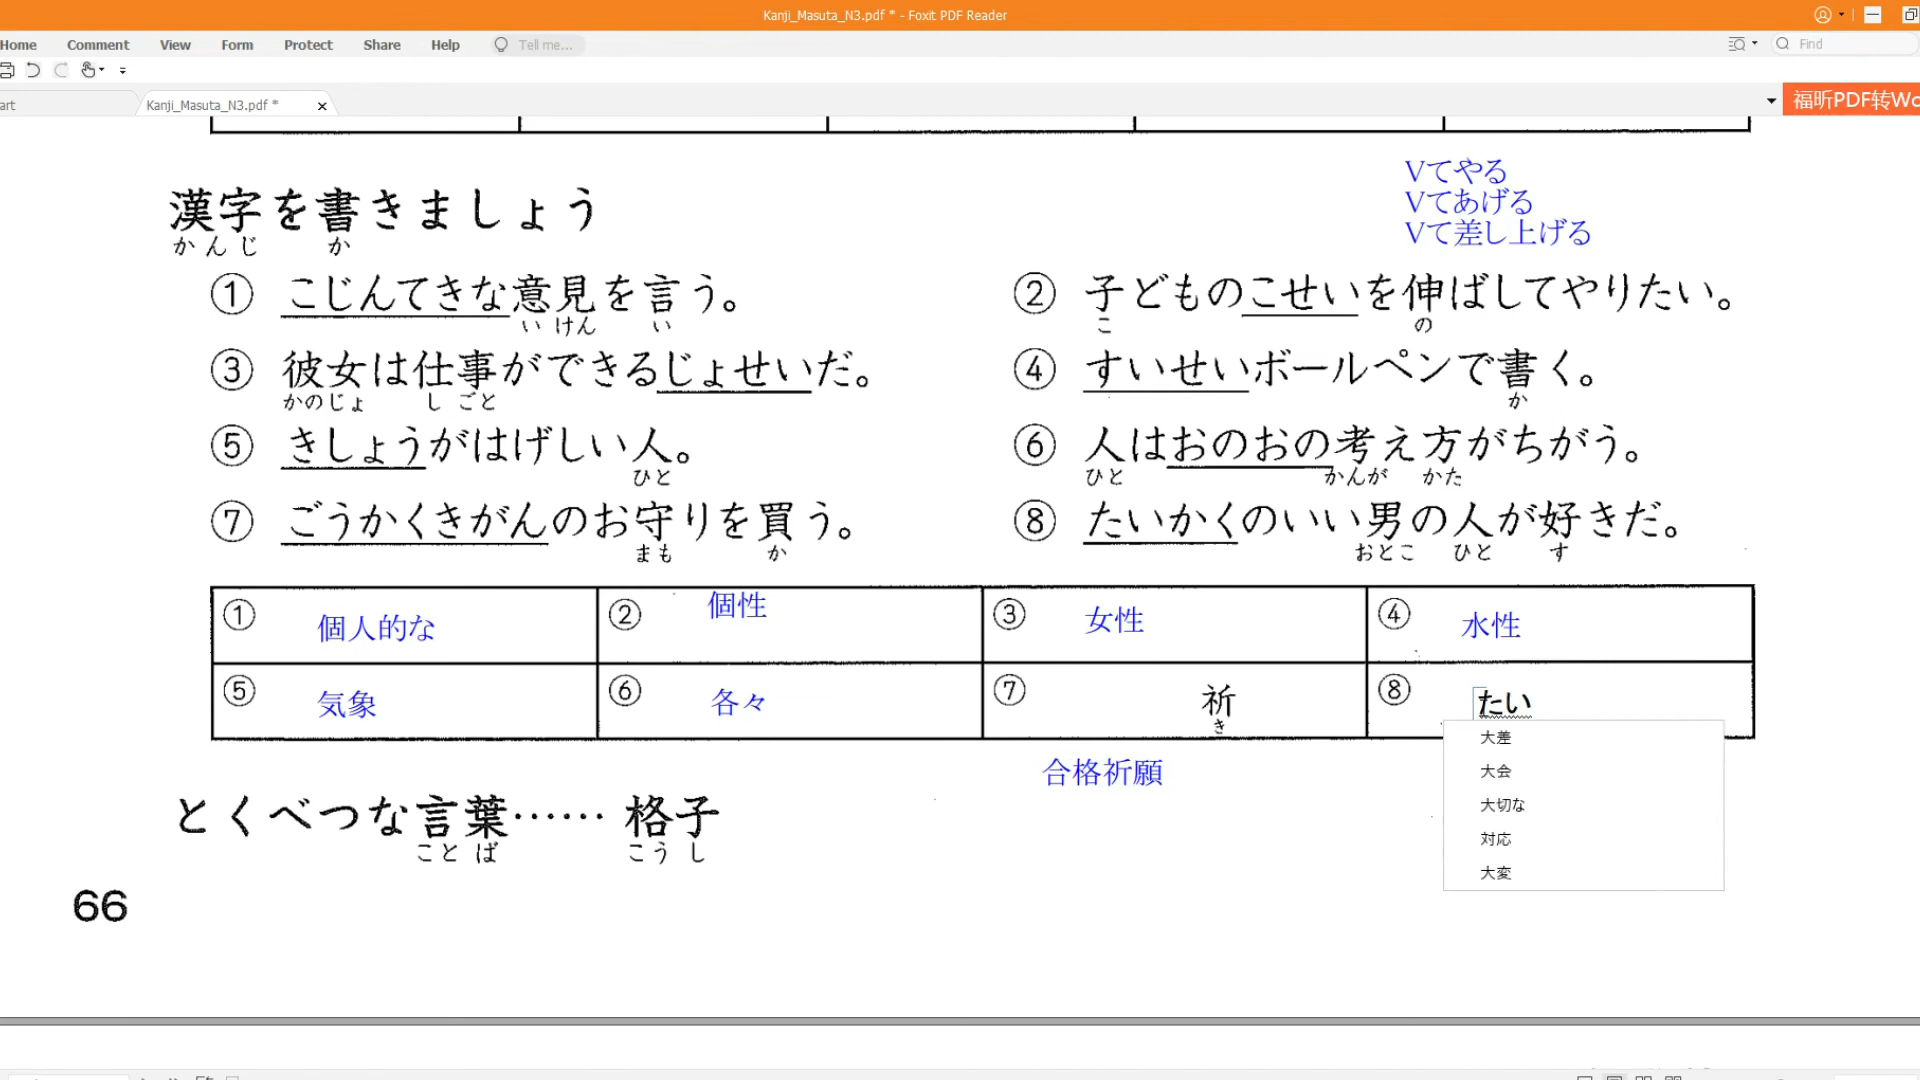 Kanji_Masuta_N3.pdf * - Foxit PDF Reader
Home Comment View Form Protect Share Help Tell me... Find
art Kanji_Masuta_N3.pdf * 福昕PDF转Wo
Vてやる
Vてあげる
Vて差し上げる
漢字を書きましょう
かんじ か
① こじんてきな意見を言う。
いけん い
② 子どものこせいを伸ばしてやりたい。
こ の
③ 彼女は仕事ができるじょせいだ。
かのじょ しごと
④ すいせいボールペンで書く。
か
⑤ きしょうがはげしい人。
ひと
⑥ 人はおのおの考え方がちがう。
ひと かんが かた
⑦ ごうかくきがんのお守りを買う。
まも か
⑧ たいかくのいい男の人が好きだ。
おとこ ひと す
① 個人的な ② 個性 ③ 女性 ④ 水性
⑤ 気象 ⑥ 各々 ⑦ 祈 ⑧ たい
き
大差
大会
大切な
対応
大変
合格祈願
とくべつな言葉…… 格子
ことば こうし
66